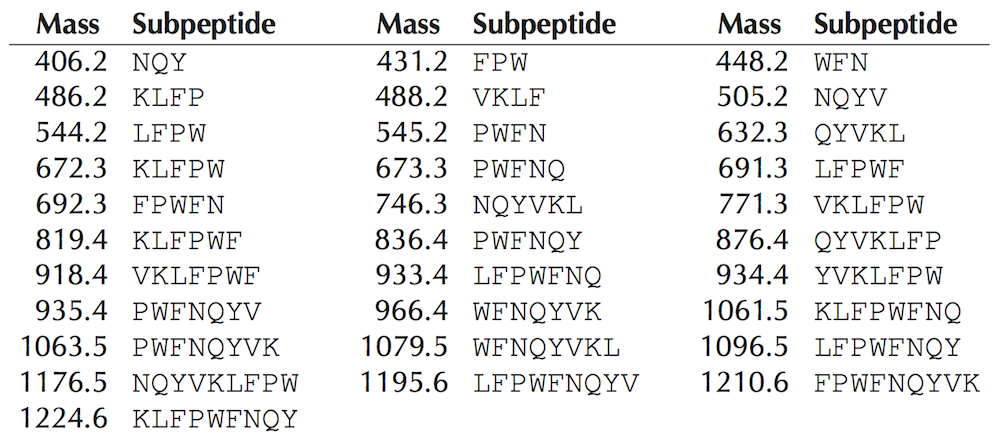 Mass Subpeptide Mass Subpeptide Mass Subpeptide
406.2 NQY 431.2 FPW 448.2 WFN
486.2 KLFP 488.2 VKLF 505.2 NQYV
544.2 LFPW 545.2 PWFN 632.3 QYVKL
672.3 KLFPW 673.3 PWFNQ 691.3 LFPWF
692.3 FPWFN 746.3 NQYVKL 771.3 VKLFPW
819.4 KLFPWF 836.4 PWFNQY 876.4 QYVKLFP
918.4 VKLFPWF 933.4 LFPWFNQ 934.4 YVKLFPW
935.4 PWFNQYV 966.4 WFNQYVK 1061.5 KLFPWFNQ
1063.5 PWFNQYVK 1079.5 WFNQYVKL 1096.5 LFPWFNQY
1176.5 NQYVKLFPW 1195.6 LFPWFNQYV 1210.6 FPWFNQYVK
1224.6 KLFPWFNQY